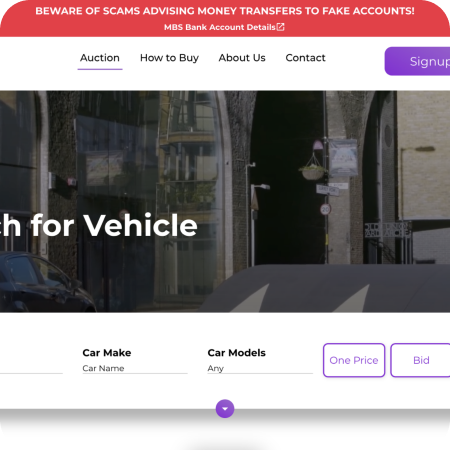 BEWARE OF SCAMS ADVISING MONEY TRANSFERS TO FAKE ACCOUNTS!
MBS Bank Account Details
Auction How to Buy About Us Contact Signup
for Vehicle
Car Make Car Models
Car Name Any
One Price Bid